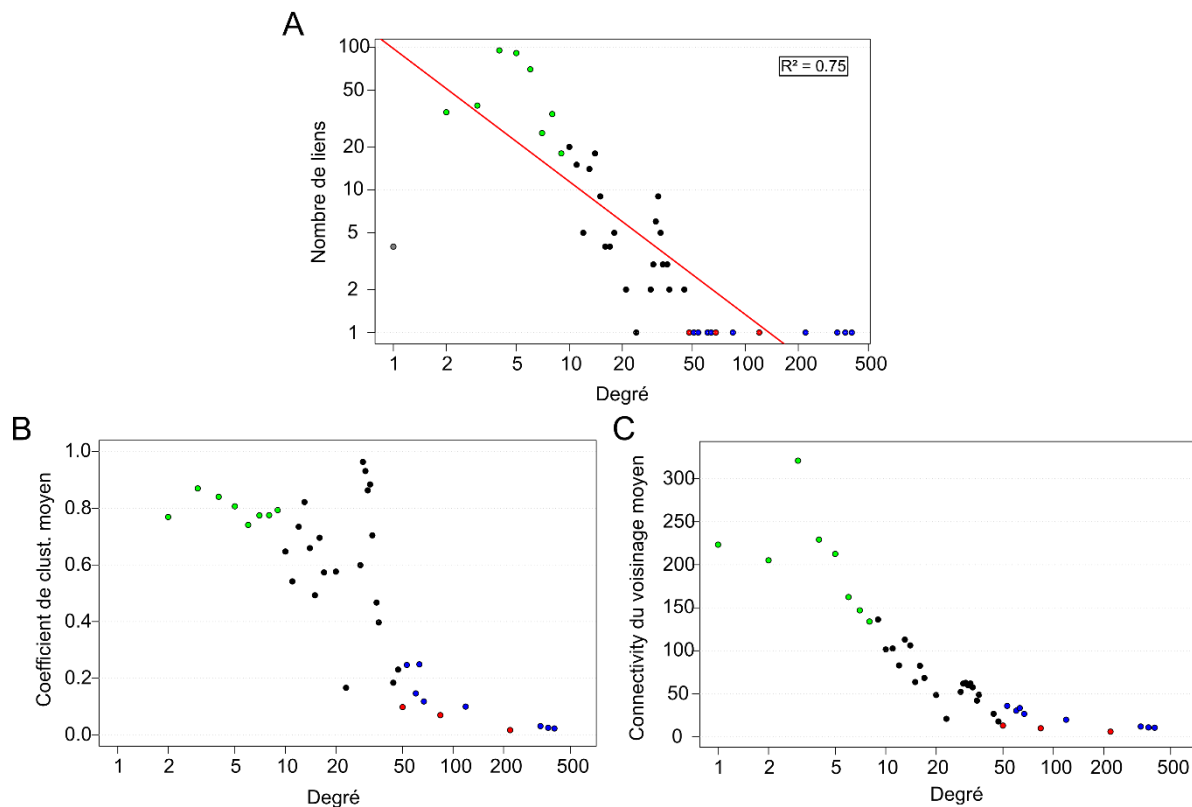 A
100
50
20
10
5
2
1
Nombre de liens
R² = 0.75
1 2 5 10 20 50 100 200 500
Degré
B
1.0
0.8
0.6
0.4
0.2
0.0
Coefficient de clust. moyen
1 2 5 10 20 50 100 200 500
Degré
C
300
250
200
150
100
50
0
Connectivity du voisinage moyen
1 2 5 10 20 50 100 200 500
Degré